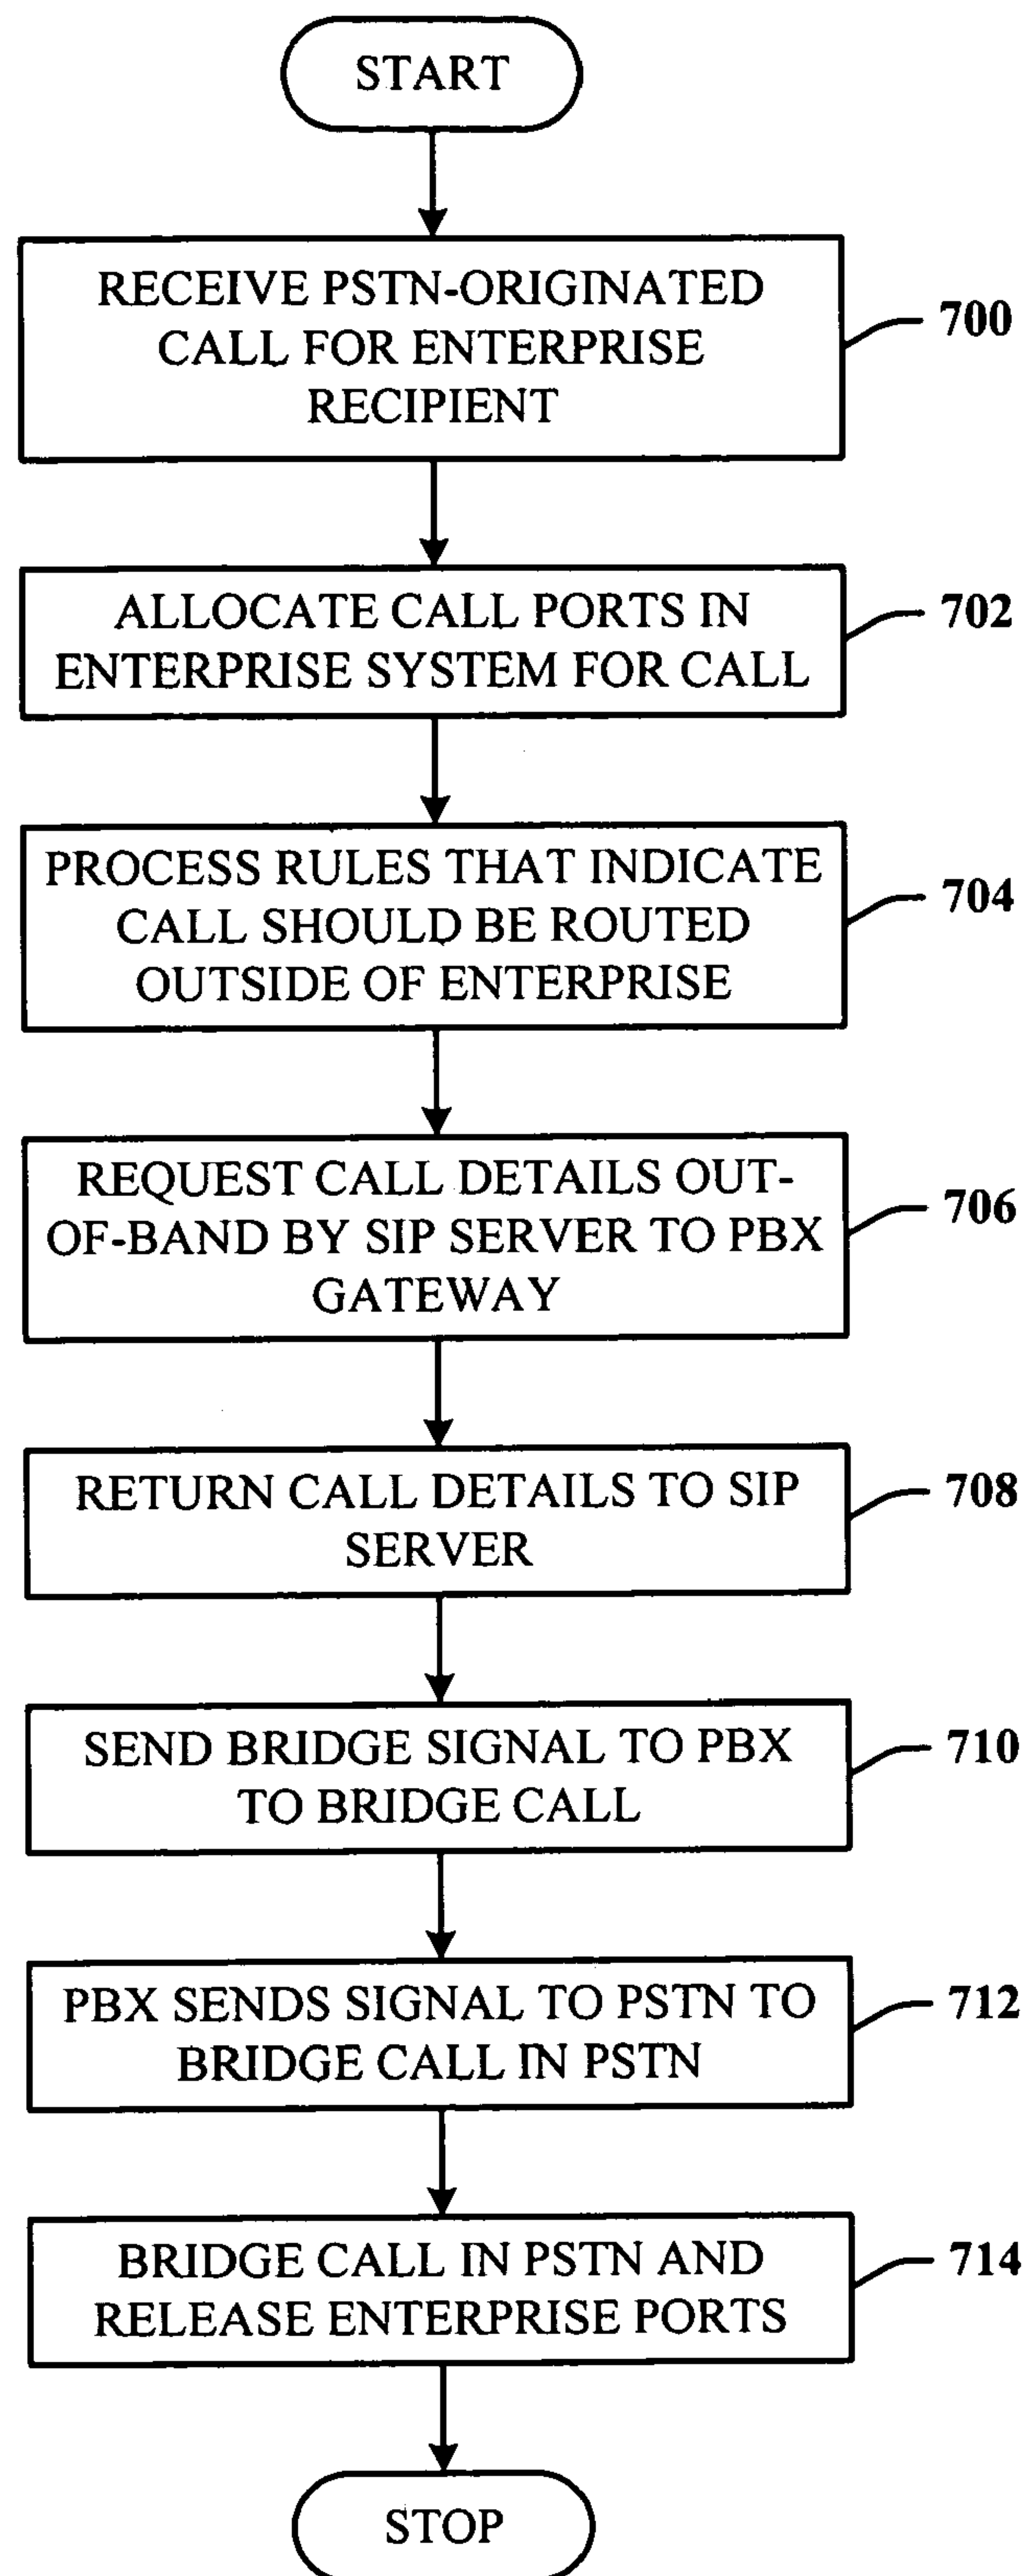 START
RECEIVE PSTN-ORIGINATED
CALL FOR ENTERPRISE
RECIPIENT
700
ALLOCATE CALL PORTS IN
ENTERPRISE SYSTEM FOR CALL
702
PROCESS RULES THAT INDICATE
CALL SHOULD BE ROUTED
OUTSIDE OF ENTERPRISE
704
REQUEST CALL DETAILS OUT-
OF-BAND BY SIP SERVER TO PBX
GATEWAY
706
RETURN CALL DETAILS TO SIP
SERVER
708
SEND BRIDGE SIGNAL TO PBX
TO BRIDGE CALL
710
PBX SENDS SIGNAL TO PSTN TO
BRIDGE CALL IN PSTN
712
BRIDGE CALL IN PSTN AND
RELEASE ENTERPRISE PORTS
714
STOP